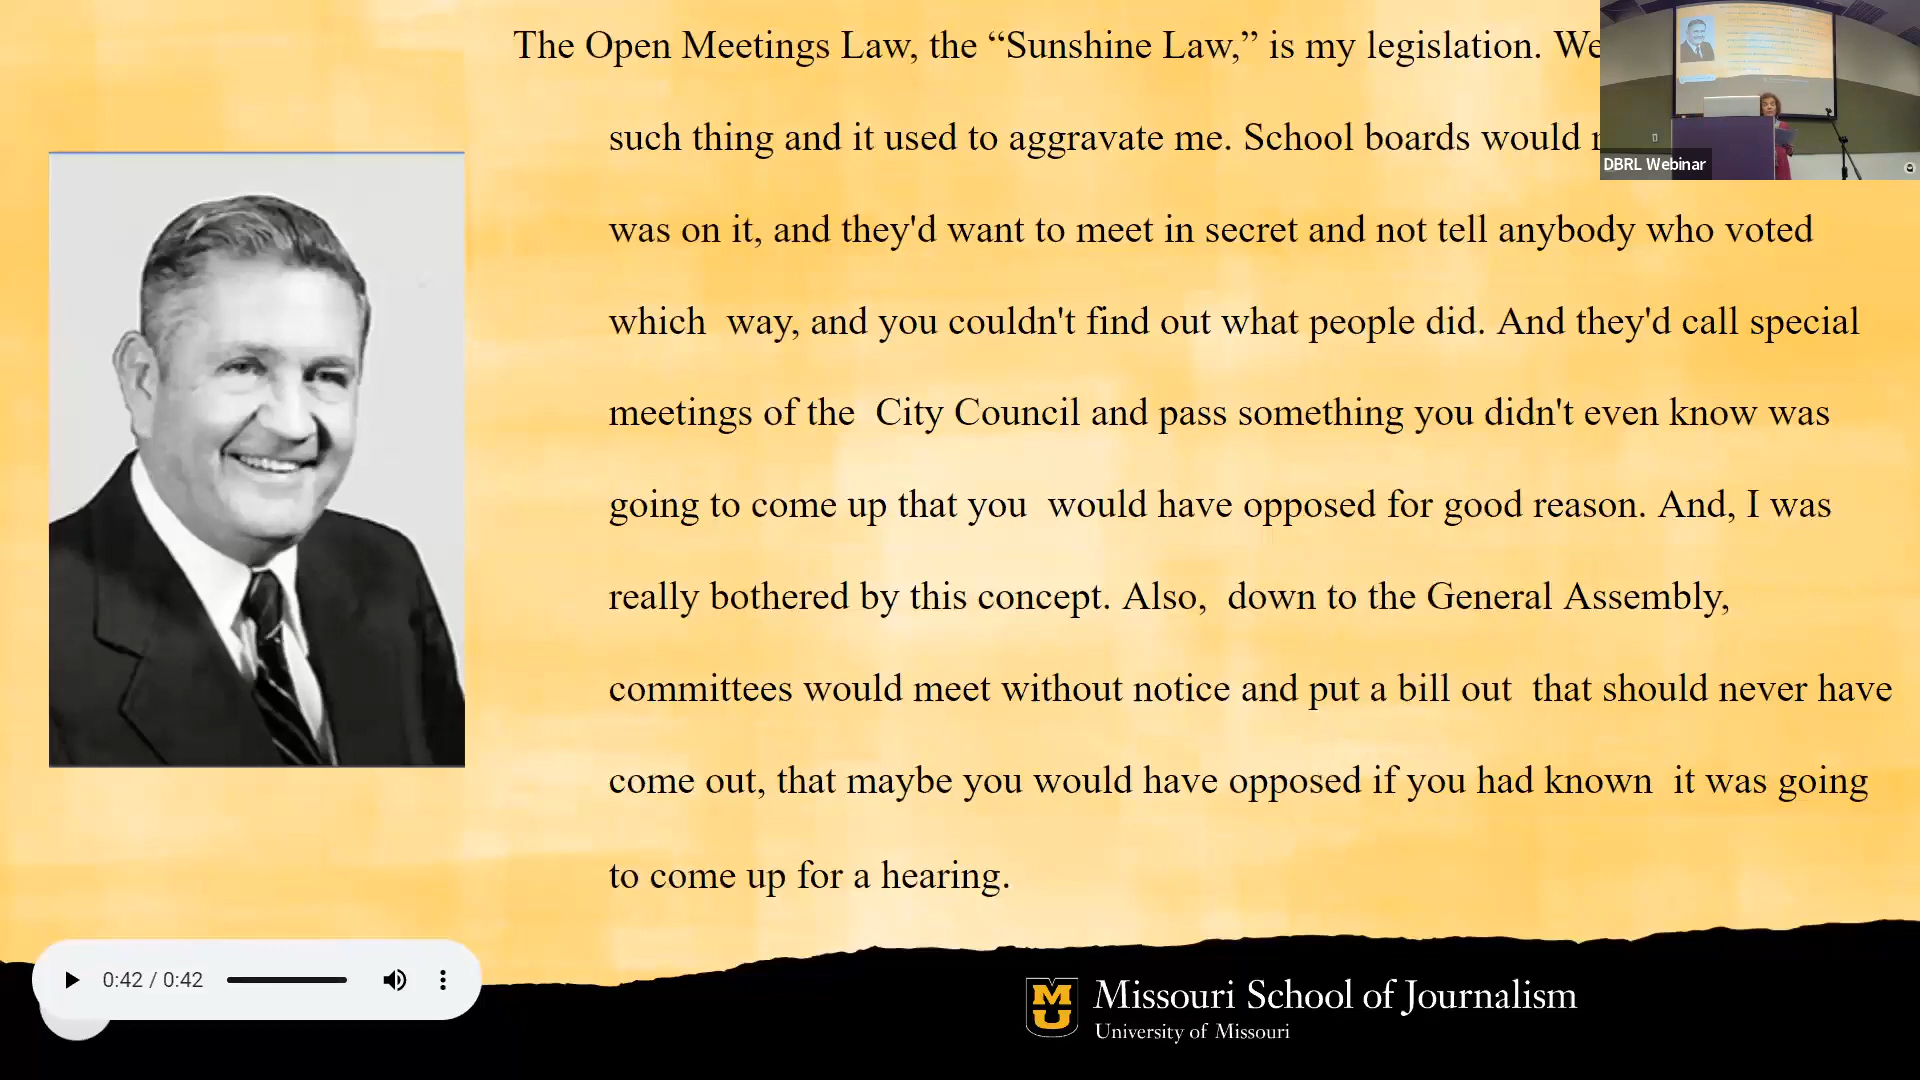 The Open Meetings Law, the “Sunshine Law,” is my legislation. We
such thing and it used to aggravate me. School boards would
was on it, and they'd want to meet in secret and not tell anybody who voted
which way, and you couldn't find out what people did. And they'd call special
meetings of the City Council and pass something you didn't even know was
going to come up that you would have opposed for good reason. And, I was
really bothered by this concept. Also, down to the General Assembly,
committees would meet without notice and put a bill out that should never have
come out, that maybe you would have opposed if you had known it was going
to come up for a hearing.
DBRL Webinar
0:42 / 0:42
MU
Missouri School of Journalism
University of Missouri